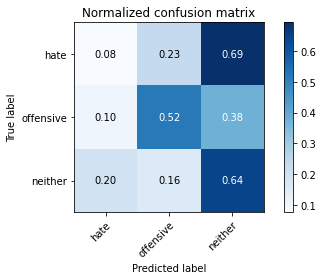 Normalized confusion matrix
True label
hate 0.08 0.23 0.69
offensive 0.10 0.52 0.38
neither 0.20 0.16 0.64
hate offensive neither
Predicted label
0.6
0.5
0.4
0.3
0.2
0.1